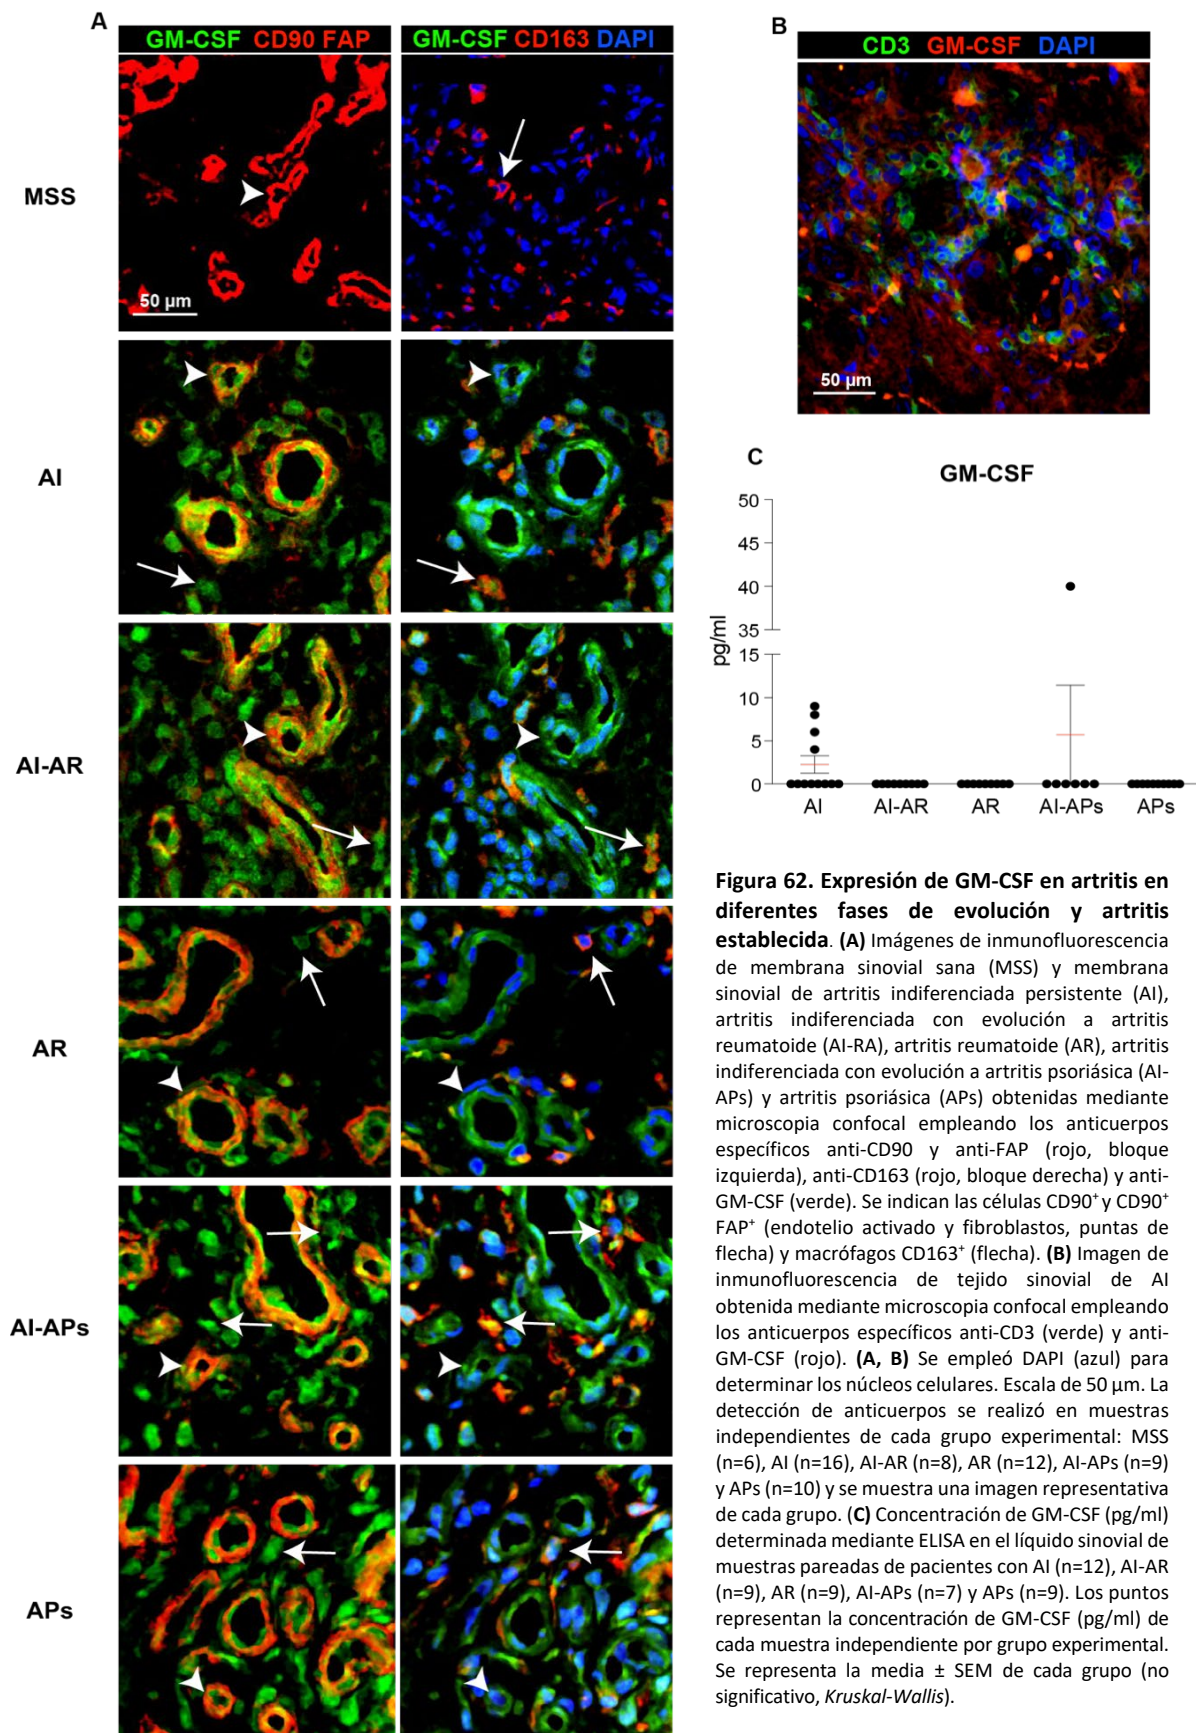 A
GM-CSF CD90 FAP
GM-CSF CD163 DAPI
MSS
50 µm
AI
AI-AR
AR
AI-APs
APs
B
CD3 GM-CSF DAPI
50 µm
C
GM-CSF
pg/ml
50
45
40
35
15
10
5
0
AI AI-AR AR AI-APs APs
Figura 62. Expresión de GM-CSF en artritis en
diferentes fases de evolución y artritis
establecida. (A) Imágenes de inmunofluorescencia
de membrana sinovial sana (MSS) y membrana
sinovial de artritis indiferenciada persistente (AI),
artritis indiferenciada con evolución a artritis
reumatoide (AI-RA), artritis reumatoide (AR), artritis
indiferenciada con evolución a artritis psoriásica (AI-
APs) y artritis psoriásica (APs) obtenidas mediante
microscopia confocal empleando los anticuerpos
específicos anti-CD90 y anti-FAP (rojo, bloque
izquierda), anti-CD163 (rojo, bloque derecha) y anti-
GM-CSF (verde). Se indican las células CD90⁺ y CD90⁺
FAP⁺ (endotelio activado y fibroblastos, puntas de
flecha) y macrófagos CD163⁺ (flecha). (B) Imagen de
inmunofluorescencia de tejido sinovial de AI
obtenida mediante microscopia confocal empleando
los anticuerpos específicos anti-CD3 (verde) y anti-
GM-CSF (rojo). (A, B) Se empleó DAPI (azul) para
determinar los núcleos celulares. Escala de 50 µm. La
detección de anticuerpos se realizó en muestras
independientes de cada grupo experimental: MSS
(n=6), AI (n=16), AI-AR (n=8), AR (n=12), AI-APs (n=9)
y APs (n=10) y se muestra una imagen representativa
de cada grupo. (C) Concentración de GM-CSF (pg/ml)
determinada mediante ELISA en el líquido sinovial de
muestras pareadas de pacientes con AI (n=12), AI-AR
(n=9), AR (n=9), AI-APs (n=7) y APs (n=9). Los puntos
representan la concentración de GM-CSF (pg/ml) de
cada muestra independiente por grupo experimental.
Se representa la media ± SEM de cada grupo (no
significativo, Kruskal-Wallis).